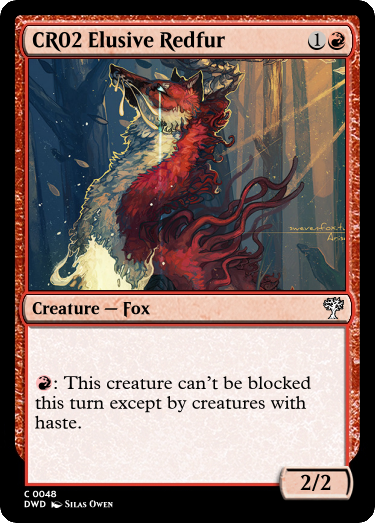 CR02 Elusive Redfur 1
Creature — Fox
: This creature can't be blocked
this turn except by creatures with
haste.
2/2
C 0048
DWD Silas Owen